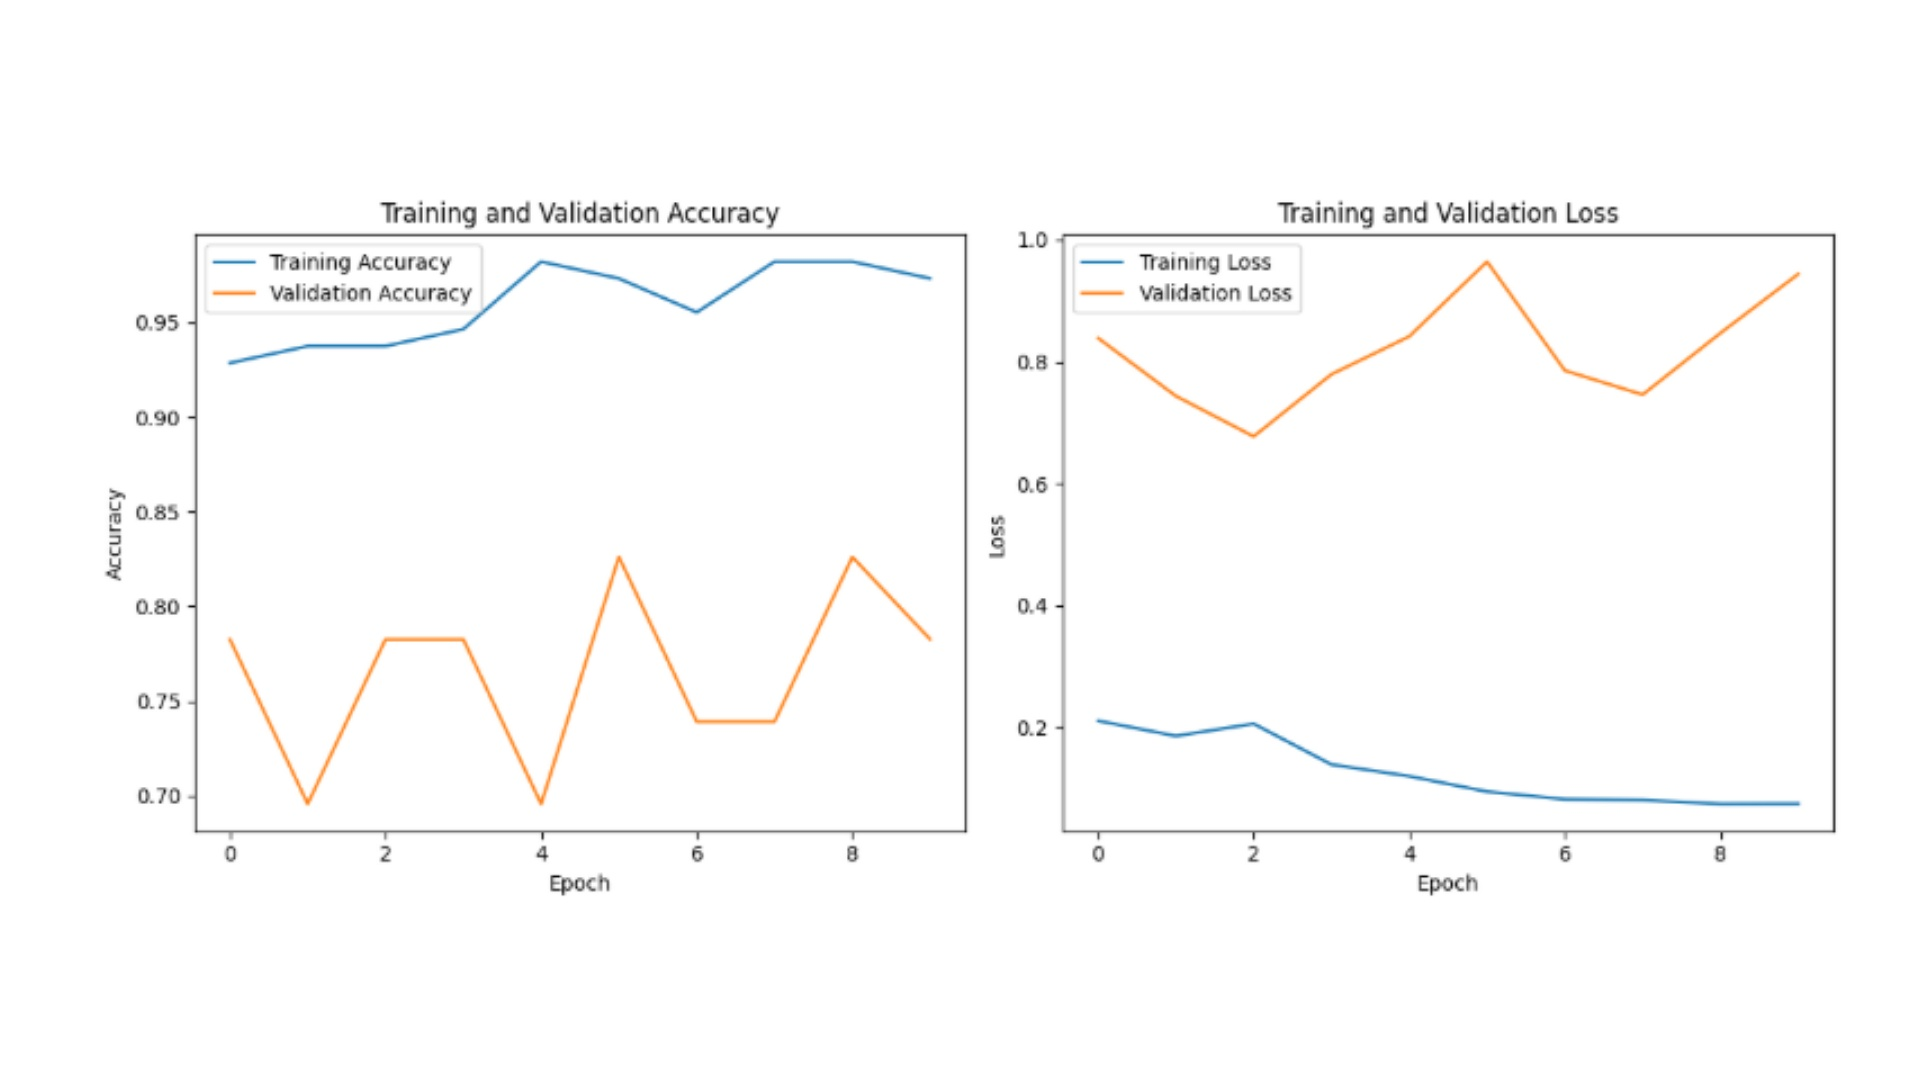 Training and Validation Accuracy
Training Accuracy
Validation Accuracy
0.95
0.90
0.85
0.80
0.75
0.70
Accuracy
0 2 4 6 8
Epoch
Training and Validation Loss
Training Loss
Validation Loss
1.0
0.8
0.6
0.4
0.2
Loss
0 2 4 6 8
Epoch